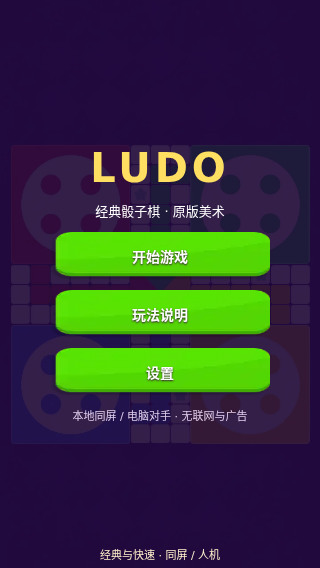 LUDO
经典骰子棋 · 原版美术
开始游戏
玩法说明
设置
本地同屏 / 电脑对手 · 无联网与广告
经典与快速 · 同屏 / 人机